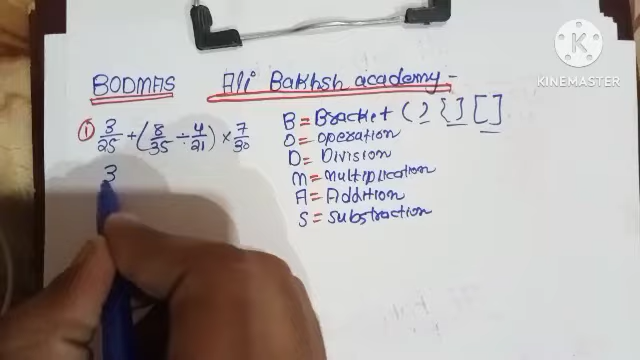 BODMAS Ali Bakhsh academy-
KINEMASTER
① 3/25 ÷ (8/35 ÷ 4/21) × 7/30
3
B = Bracket ( ) { } [ ]
O = operation
D = Division
M = multiplication
A = Addition
S = substraction